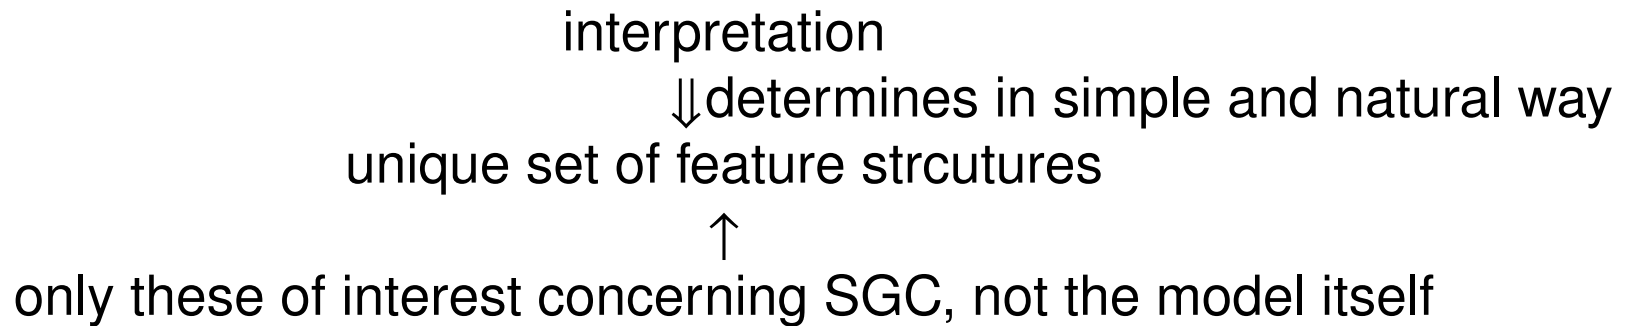 interpretation
⇓determines in simple and natural way
unique set of feature strcutures
↑
only these of interest concerning SGC, not the model itself